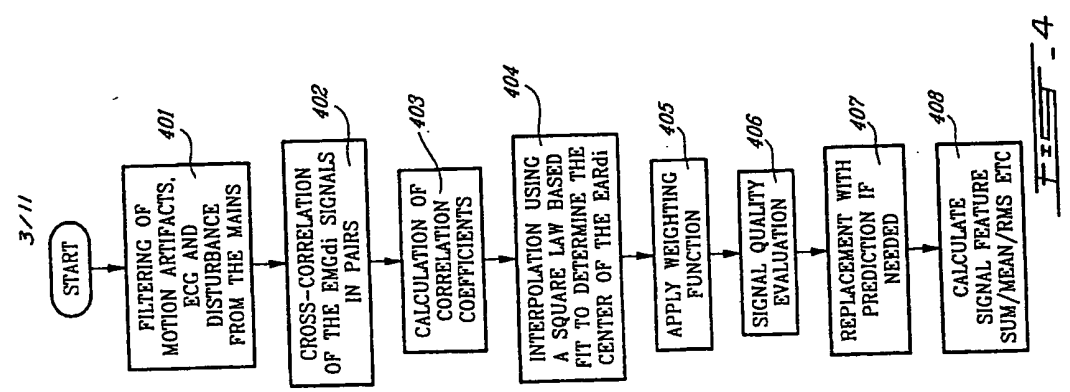 3/11
START
FILTERING OF
MOTION ARTIFACTS,
ECG AND
DISTURBANCE
FROM THE MAINS
401
CROSS-CORRELATION
OF THE EMGdi SIGNALS
IN PAIRS
402
CALCULATION OF
CORRELATION
COEFFICIENTS
403
INTERPOLATION USING
A SQUARE LAW BASED
FIT TO DETERMINE THE
CENTER OF THE EARdi
404
APPLY WEIGHTING
FUNCTION
405
SIGNAL QUALITY
EVALUATION
406
REPLACEMENT WITH
PREDICTION IF
NEEDED
407
CALCULATE
SIGNAL FEATURE
SUM/MEAN/RMS ETC
408
FIG - 4